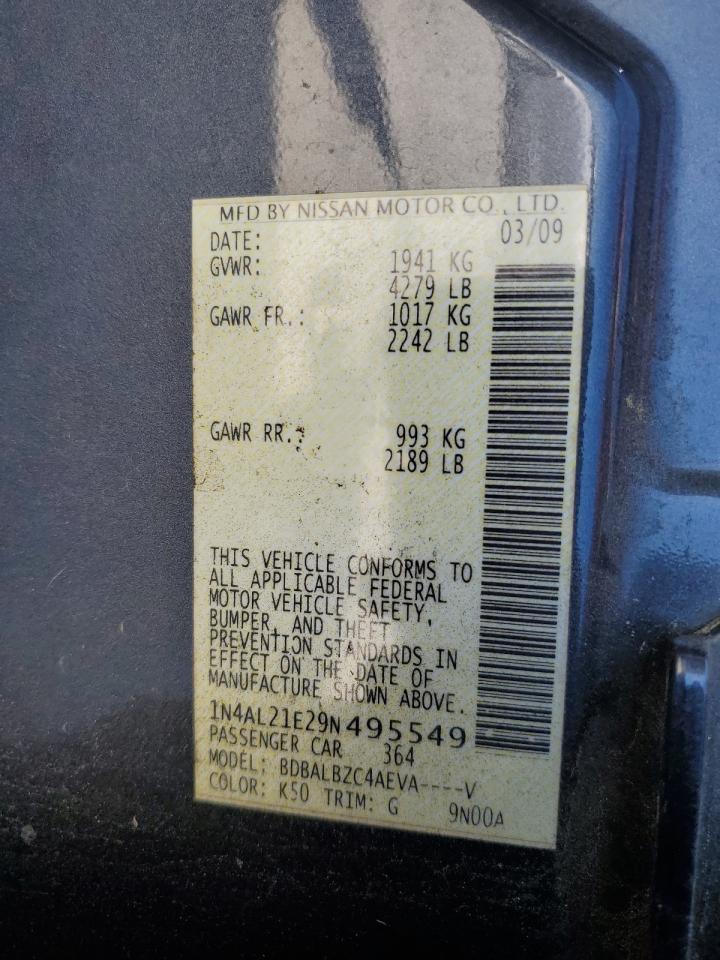 MFD BY NISSAN MOTOR CO., LTD.
DATE: 03/09
GVWR: 1941 KG
4279 LB
GAWR FR.: 1017 KG
2242 LB
GAWR RR.: 993 KG
2189 LB
THIS VEHICLE CONFORMS TO
ALL APPLICABLE FEDERAL
MOTOR VEHICLE SAFETY,
BUMPER, AND THEFT
PREVENTION STANDARDS IN
EFFECT ON THE DATE OF
MANUFACTURE SHOWN ABOVE.
1N4AL21E29N495549
PASSENGER CAR 364
MODEL: BDBALBZC4AEVA----V
COLOR: K50 TRIM: G 9N00A